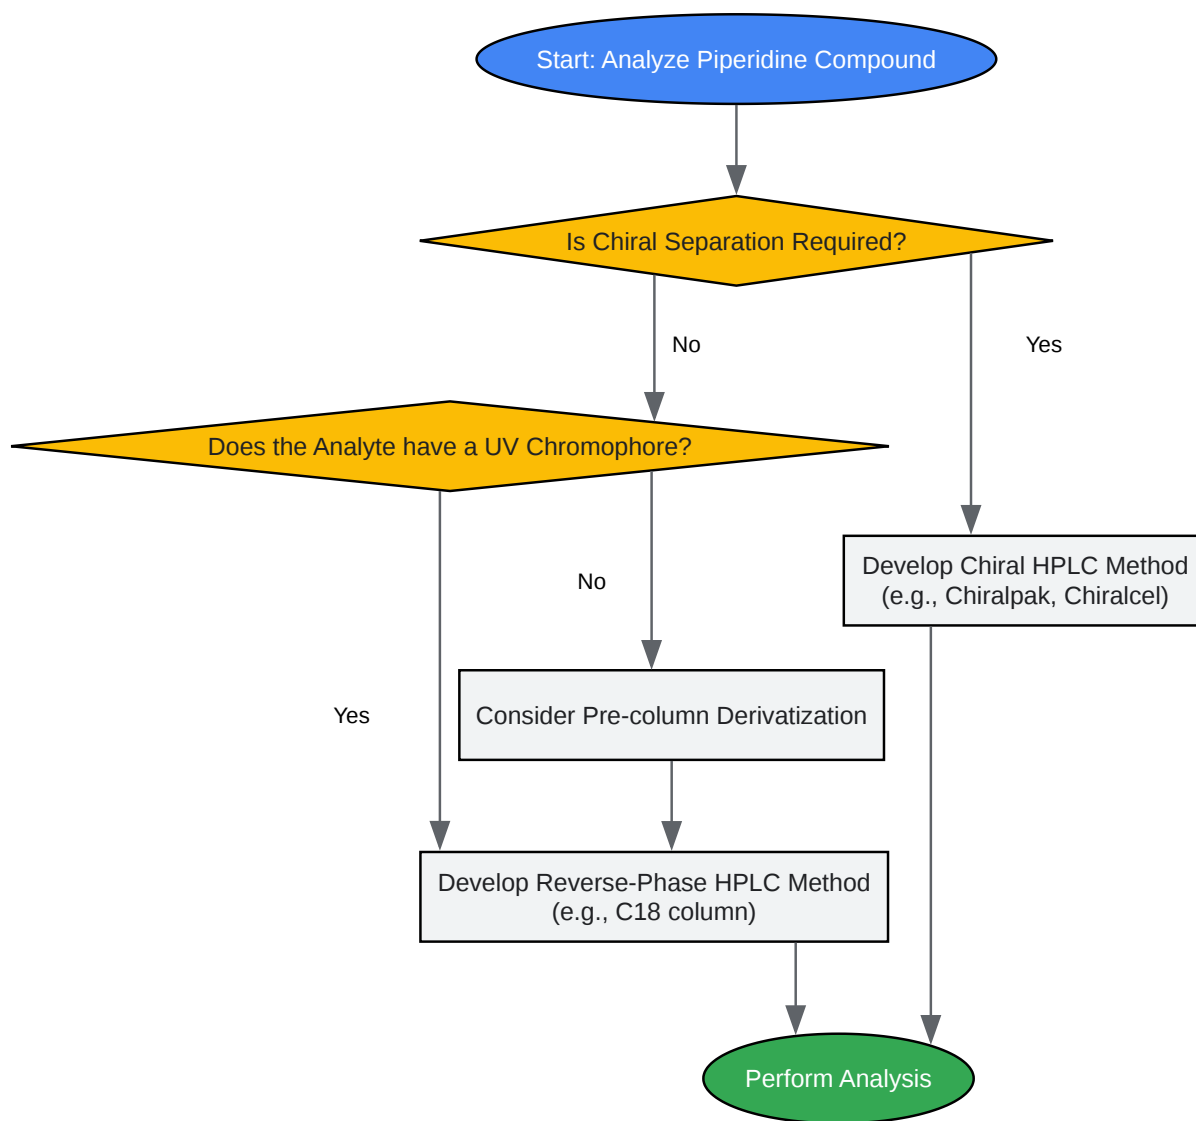 Start: Analyze Piperidine Compound
Is Chiral Separation Required?
No
Yes
Does the Analyte have a UV Chromophore?
Develop Chiral HPLC Method
(e.g., Chiralpak, Chiralcel)
No
Yes
Consider Pre-column Derivatization
Develop Reverse-Phase HPLC Method
(e.g., C18 column)
Perform Analysis